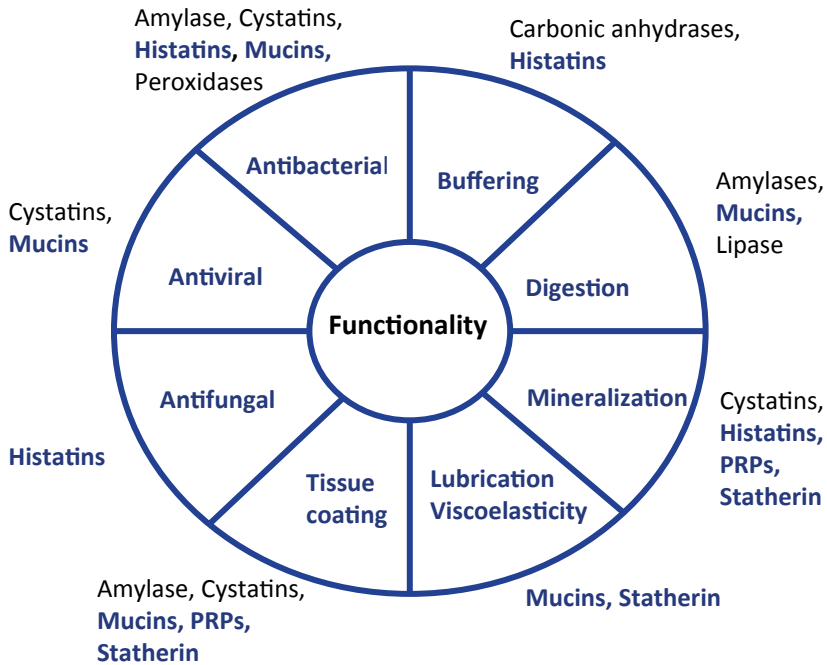 Amylase, Cystatins,
Histatins, Mucins,
Peroxidases
Carbonic anhydrases,
Histatins
Antibacterial
Buffering
Cystatins,
Mucins
Amylases,
Mucins,
Lipase
Antiviral
Digestion
Functionality
Antifungal
Mineralization
Histatins
Cystatins,
Histatins,
PRPs,
Statherin
Tissue
coating
Lubrication
Viscoelasticity
Amylase, Cystatins,
Mucins, PRPs,
Statherin
Mucins, Statherin